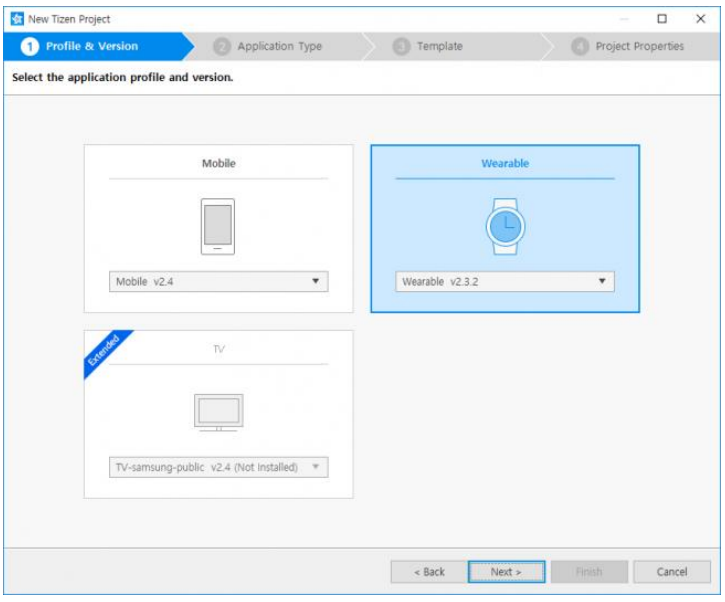 New Tizen Project
1 Profile & Version 2 Application Type 3 Template 4 Project Properties
Select the application profile and version.
Mobile
Mobile v2.4
Wearable
Wearable v2.3.2
Extended
TV
TV-samsung-public v2.4 (Not Installed)
< Back Next > Finish Cancel